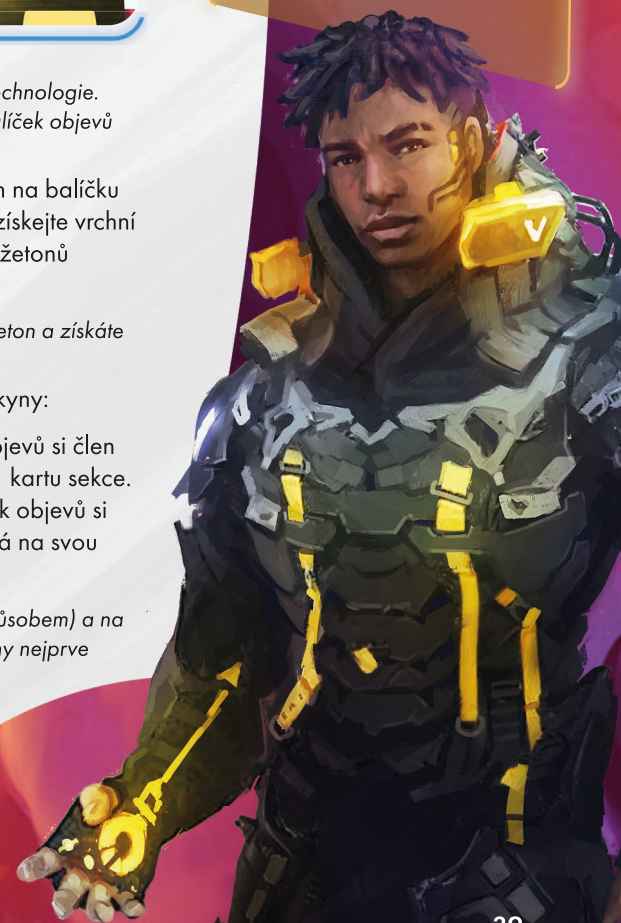 chnologie.
líček objevů
na balíčku
získejte vrchní
žetonů
eton a získáte
kyny:
bjevů si člen
kartu sekce.
k objevů si
á na svou
ůsobem) a na
ny nejprve
V